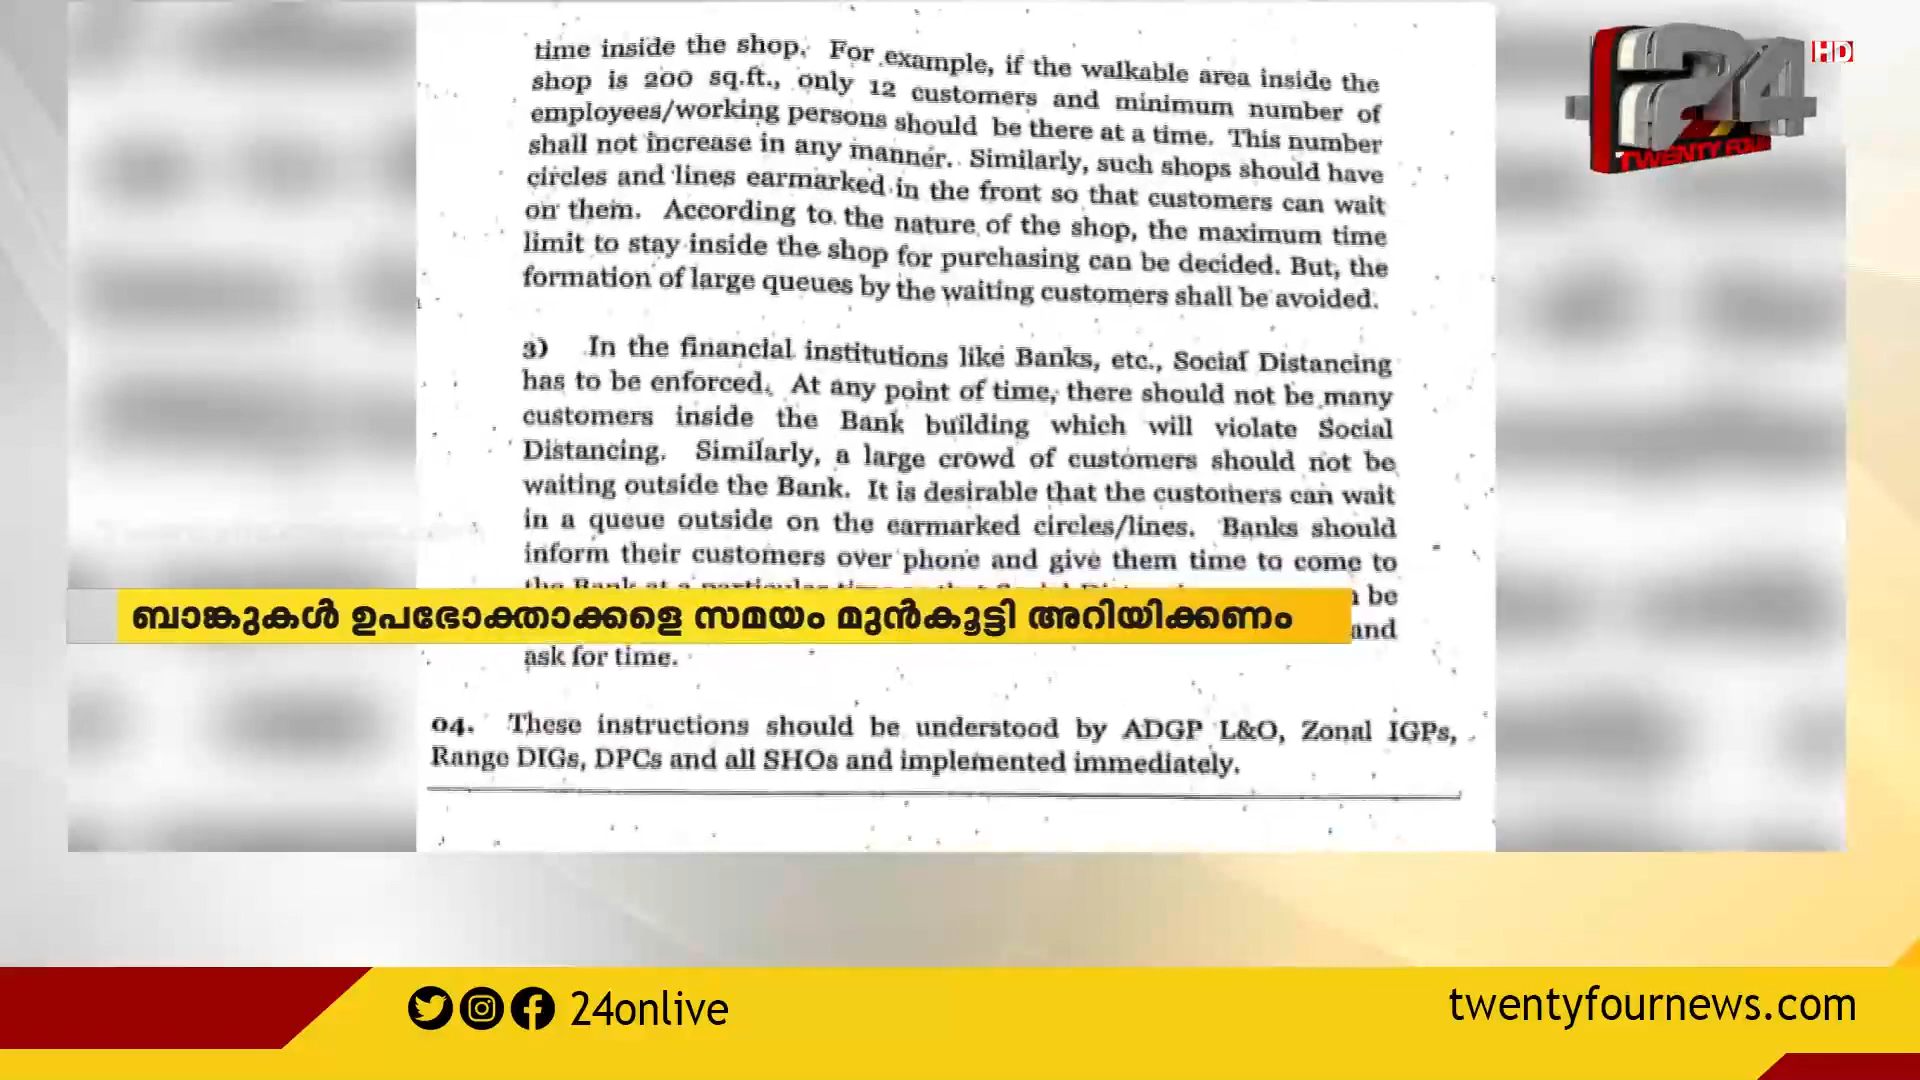 time inside the shop. For example, if the walkable area inside the
shop is 200 sq.ft., only 12 customers and minimum number of
employees/working persons should be there at a time. This number
shall not increase in any manner. Similarly, such shops should have
circles and lines earmarked in the front so that customers can wait
on them. According to the nature of the shop, the maximum time
limit to stay inside the shop for purchasing can be decided. But, the
formation of large queues by the waiting customers shall be avoided.
3) In the financial institutions like Banks, etc., Social Distancing
has to be enforced. At any point of time, there should not be many
customers inside the Bank building which will violate Social
Distancing. Similarly, a large crowd of customers should not be
waiting outside the Bank. It is desirable that the customers can wait
in a queue outside on the earmarked circles/lines. Banks should
inform their customers over phone and give them time to come to
the Bank at a particular time be
ബാങ്കുകൾ ഉപഭോക്താക്കളെ സമയം മുൻകൂട്ടി അറിയിക്കണം
and
ask for time.
04. These instructions should be understood by ADGP L&O, Zonal IGPs,
Range DIGs, DPCs and all SHOs and implemented immediately.
24 HD
TWENTY FOUR
24onlive
twentyfournews.com